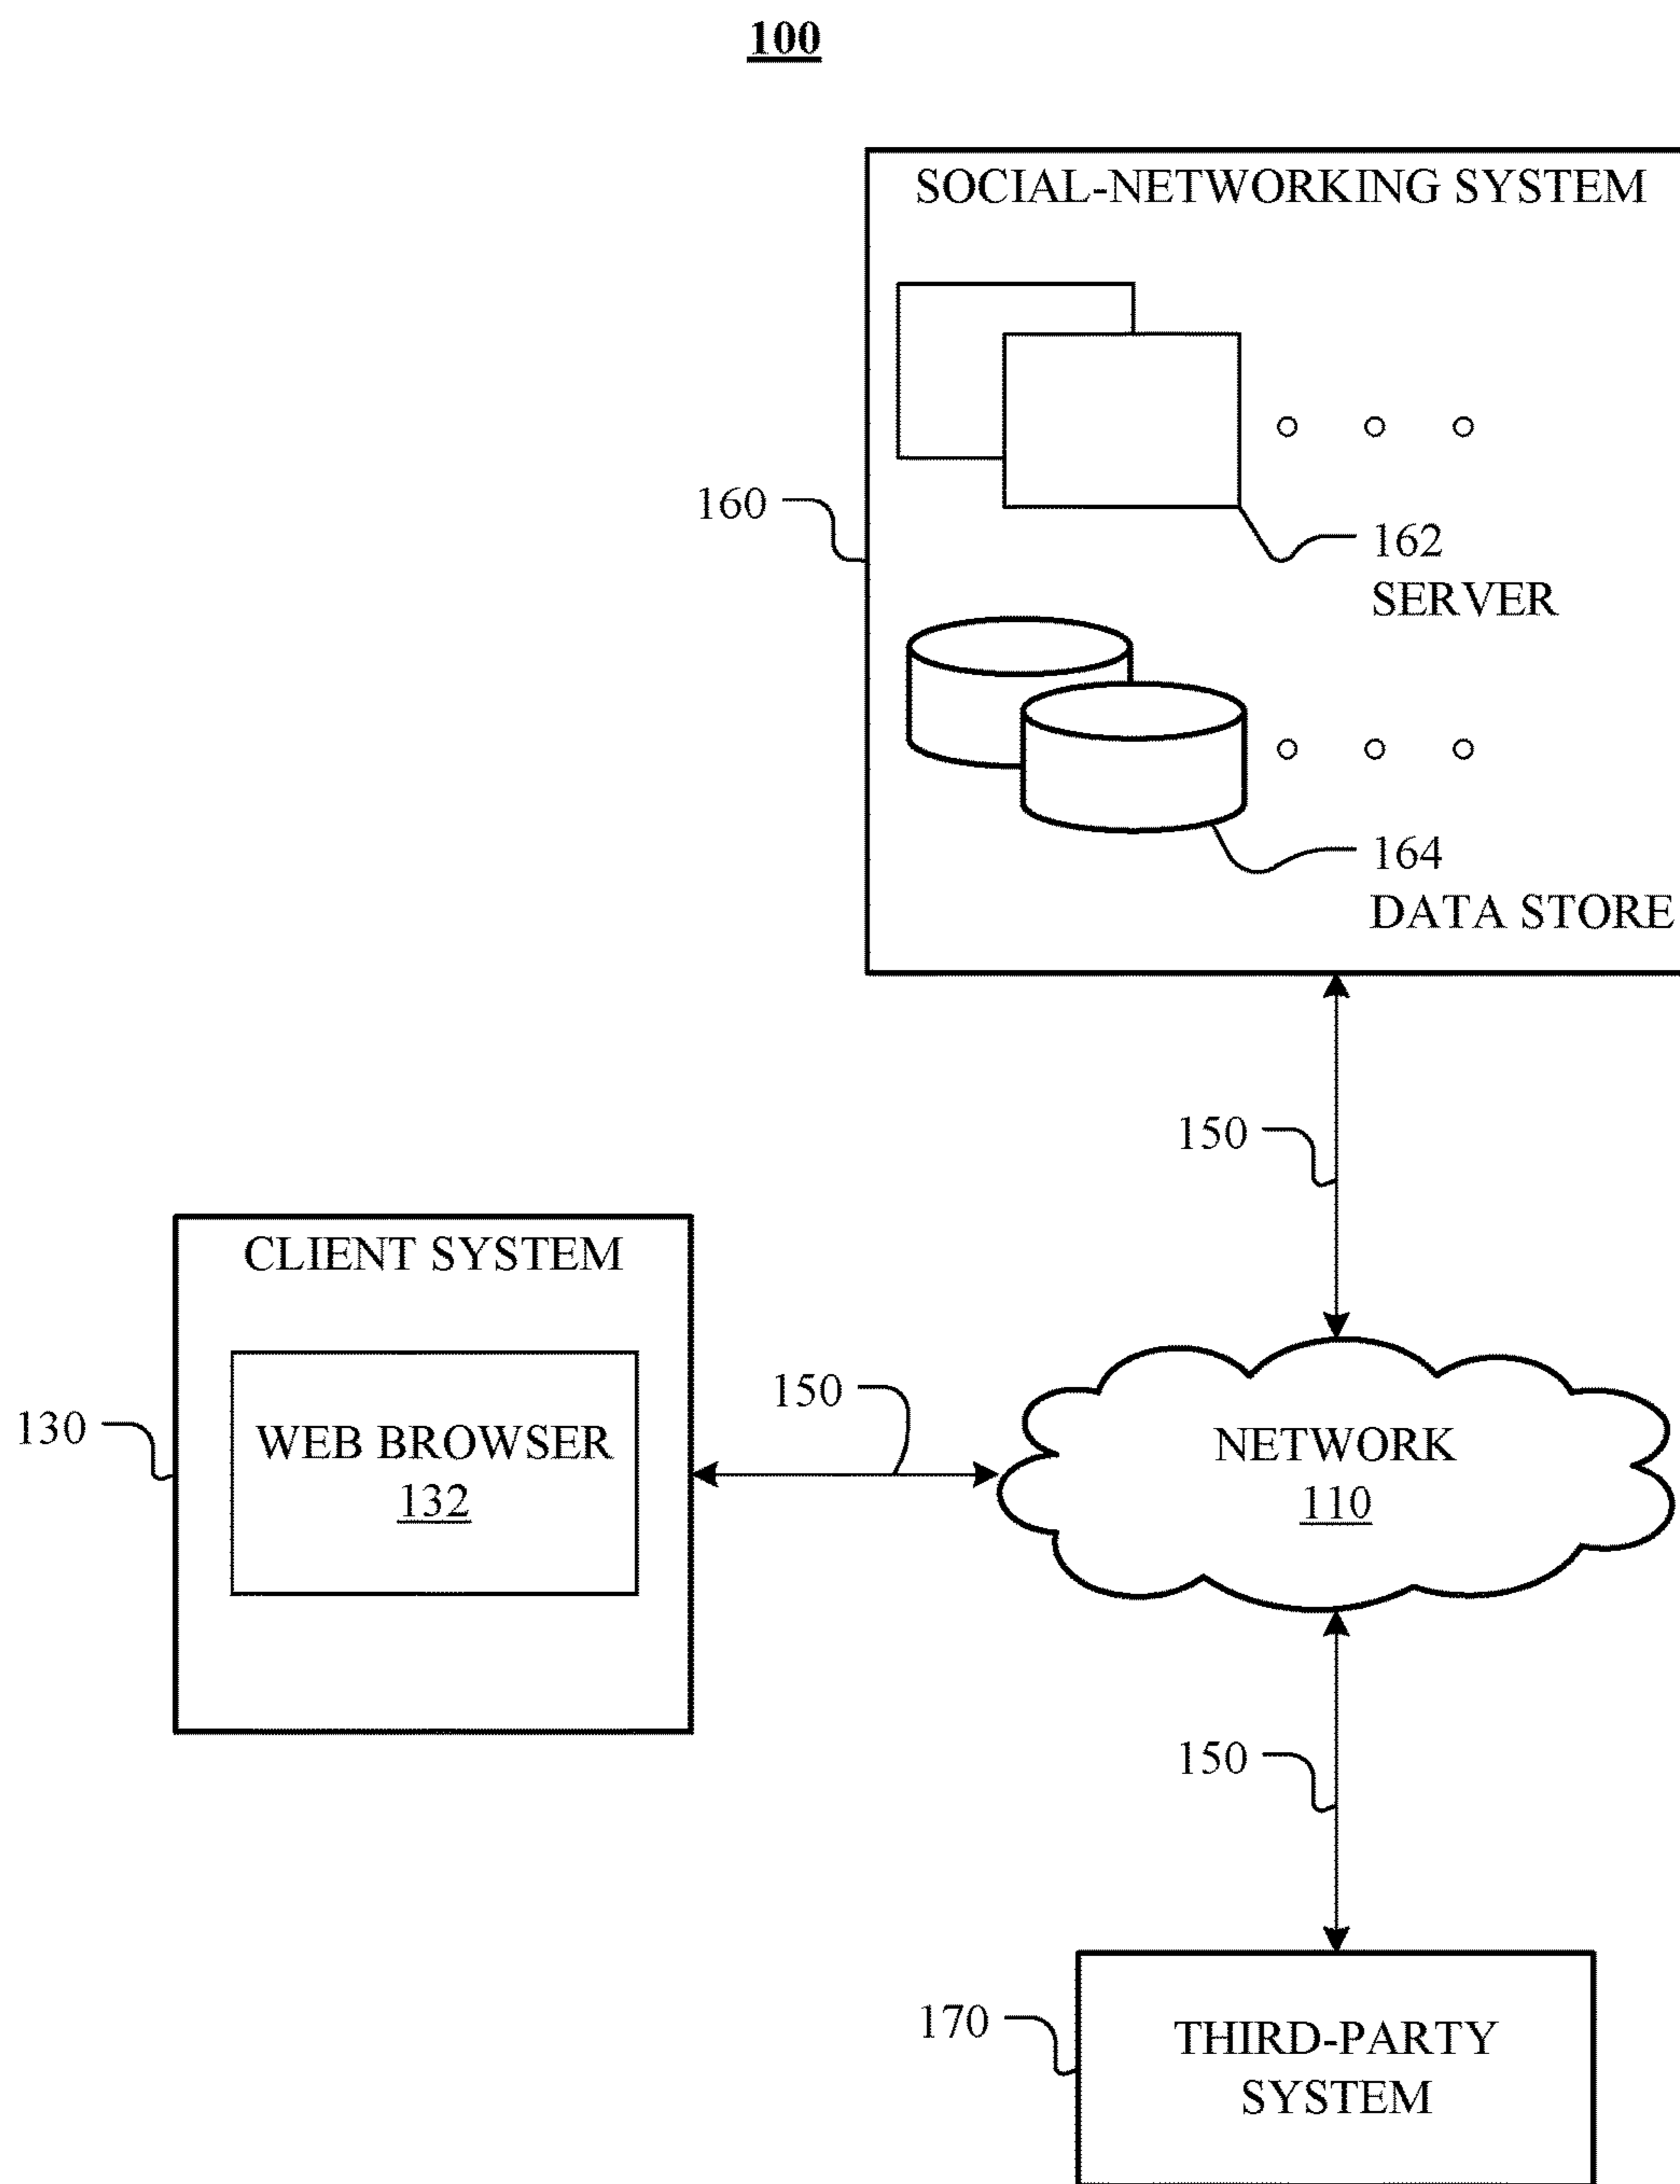 100
SOCIAL-NETWORKING SYSTEM
160
162
SERVER
164
DATA STORE
150
CLIENT SYSTEM
130
WEB BROWSER
132
150
NETWORK
110
150
170
THIRD-PARTY
SYSTEM